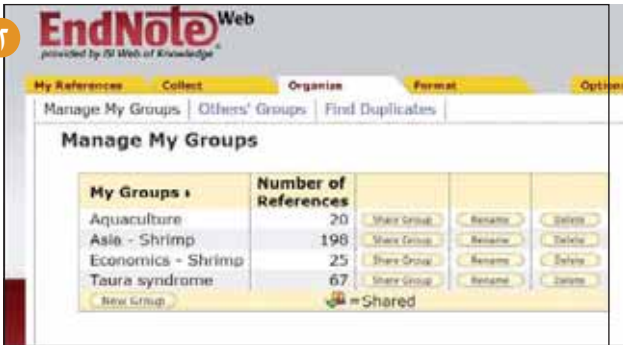 ٢
EndNote Web
provided by ISI Web of Knowledge
My References Collect Organize Format Option
Manage My Groups | Others' Groups | Find Duplicates |
Manage My Groups
My Groups Number of References
Aquaculture 20 Share Group Rename Delete
Asia - Shrimp 198 Share Group Rename Delete
Economics - Shrimp 25 Share Group Rename Delete
Taura syndrome 67 Share Group Rename Delete
New Group =Shared